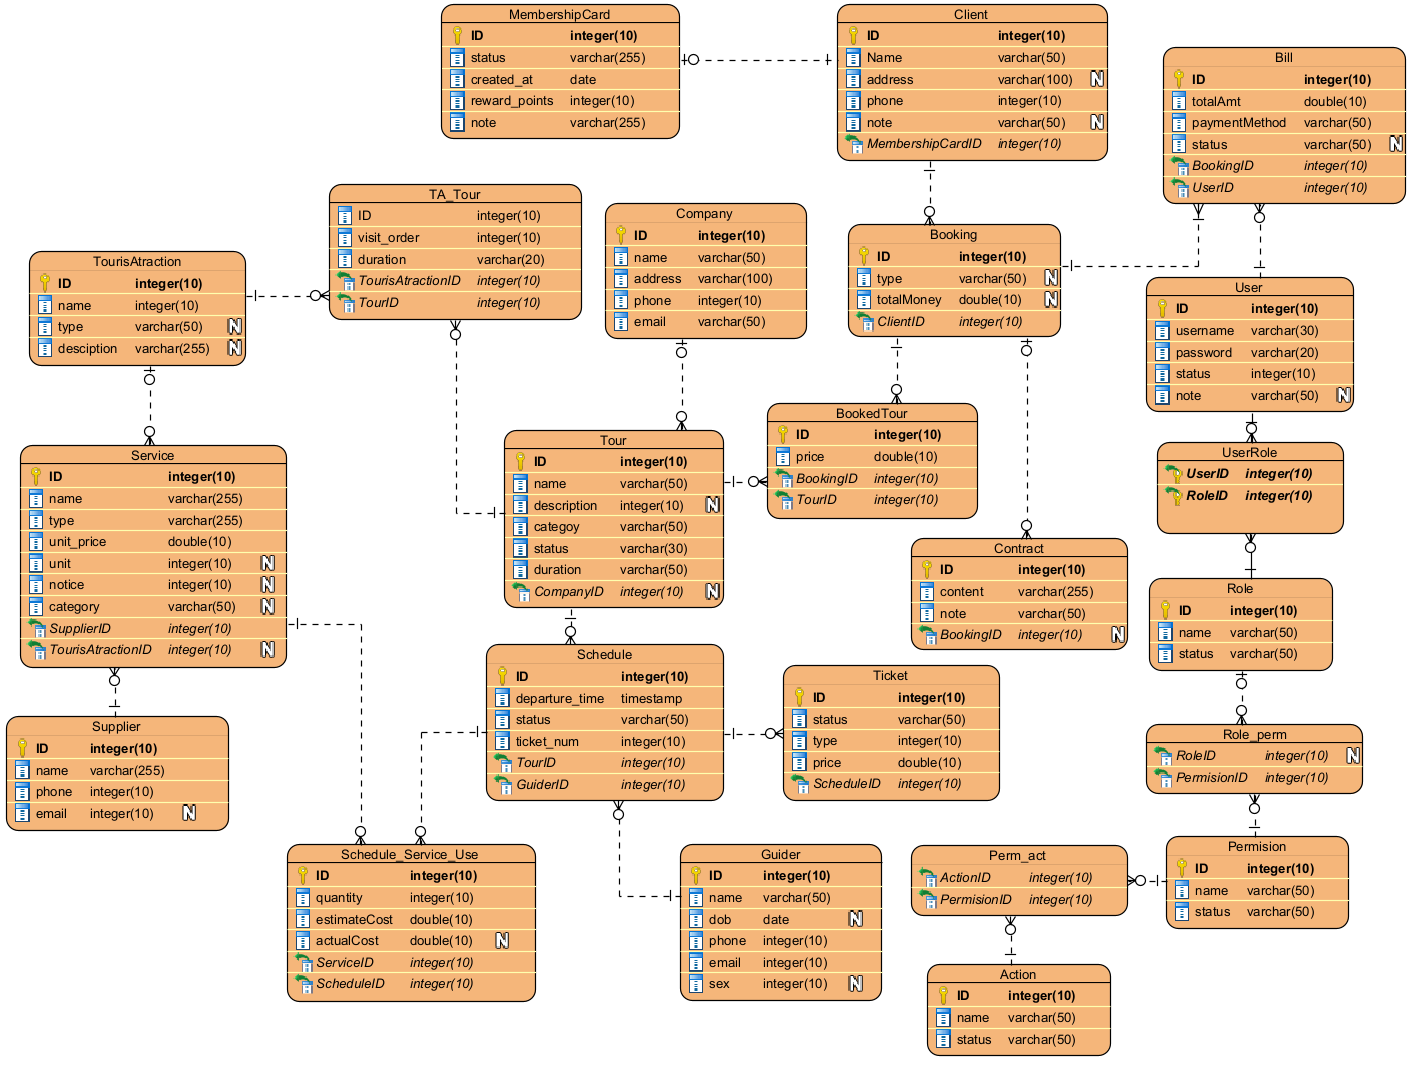 MembershipCard
ID integer(10)
status varchar(255)
created_at date
reward_points integer(10)
note varchar(255)
Client
ID integer(10)
Name varchar(50)
address varchar(100) N
phone integer(10)
note varchar(50) N
MembershipCardID integer(10)
Bill
ID integer(10)
totalAmt double(10)
paymentMethod varchar(50)
status varchar(50) N
BookingID integer(10)
UserID integer(10)
TA_Tour
ID integer(10)
visit_order integer(10)
duration varchar(20)
TourisAtractionID integer(10)
TourID integer(10)
Company
ID integer(10)
name varchar(50)
address varchar(100)
phone integer(10)
email varchar(50)
Booking
ID integer(10)
type varchar(50) N
totalMoney double(10) N
ClientID integer(10)
TourisAtraction
ID integer(10)
name integer(10)
type varchar(50) N
desciption varchar(255) N
User
ID integer(10)
username varchar(30)
password varchar(20)
status integer(10)
note varchar(50) N
BookedTour
ID integer(10)
price double(10)
BookingID integer(10)
TourID integer(10)
Tour
ID integer(10)
name varchar(50)
description integer(10) N
categoy varchar(50)
status varchar(30)
duration varchar(50)
CompanyID integer(10) N
UserRole
UserID integer(10)
RoleID integer(10)
Service
ID integer(10)
name varchar(255)
type varchar(255)
unit_price double(10)
unit integer(10) N
notice integer(10) N
category varchar(50) N
SupplierID integer(10)
TourisAtractionID integer(10) N
Contract
ID integer(10)
content varchar(255)
note varchar(50)
BookingID integer(10) N
Role
ID integer(10)
name varchar(50)
status varchar(50)
Schedule
ID integer(10)
departure_time timestamp
status varchar(50)
ticket_num integer(10)
TourID integer(10)
GuiderID integer(10)
Ticket
ID integer(10)
status varchar(50)
type integer(10)
price double(10)
ScheduleID integer(10)
Supplier
ID integer(10)
name varchar(255)
phone integer(10)
email integer(10) N
Role_perm
RoleID integer(10) N
PermisionID integer(10)
Schedule_Service_Use
ID integer(10)
quantity integer(10)
estimateCost double(10)
actualCost double(10) N
ServiceID integer(10)
ScheduleID integer(10)
Guider
ID integer(10)
name varchar(50)
dob date N
phone integer(10)
email integer(10)
sex integer(10) N
Perm_act
ActionID integer(10)
PermisionID integer(10)
Permision
ID integer(10)
name varchar(50)
status varchar(50)
Action
ID integer(10)
name varchar(50)
status varchar(50)